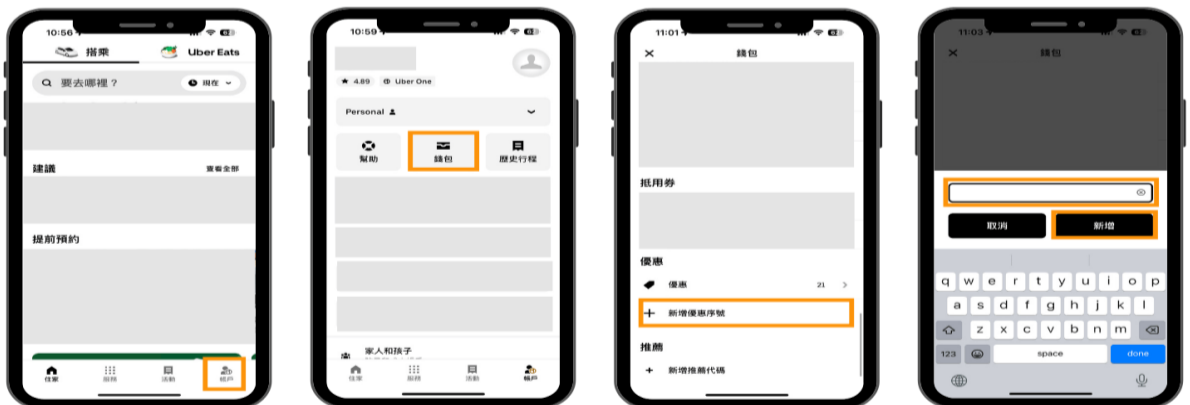 10:56
搭乘 Uber Eats
要去哪裡？ 現在
建議 查看全部
提前預約
住家 服務 活動 帳戶
10:59
4.89 Uber One
Personal
幫助 錢包 歷史行程
家人和孩子
住家 服務 活動 帳戶
11:01
錢包
抵用券
優惠
優惠 21
新增優惠序號
推薦
新增推薦代碼
11:03
錢包
取消 新增
q w e r t y u i o p
a s d f g h j k l
z x c v b n m
123 space done